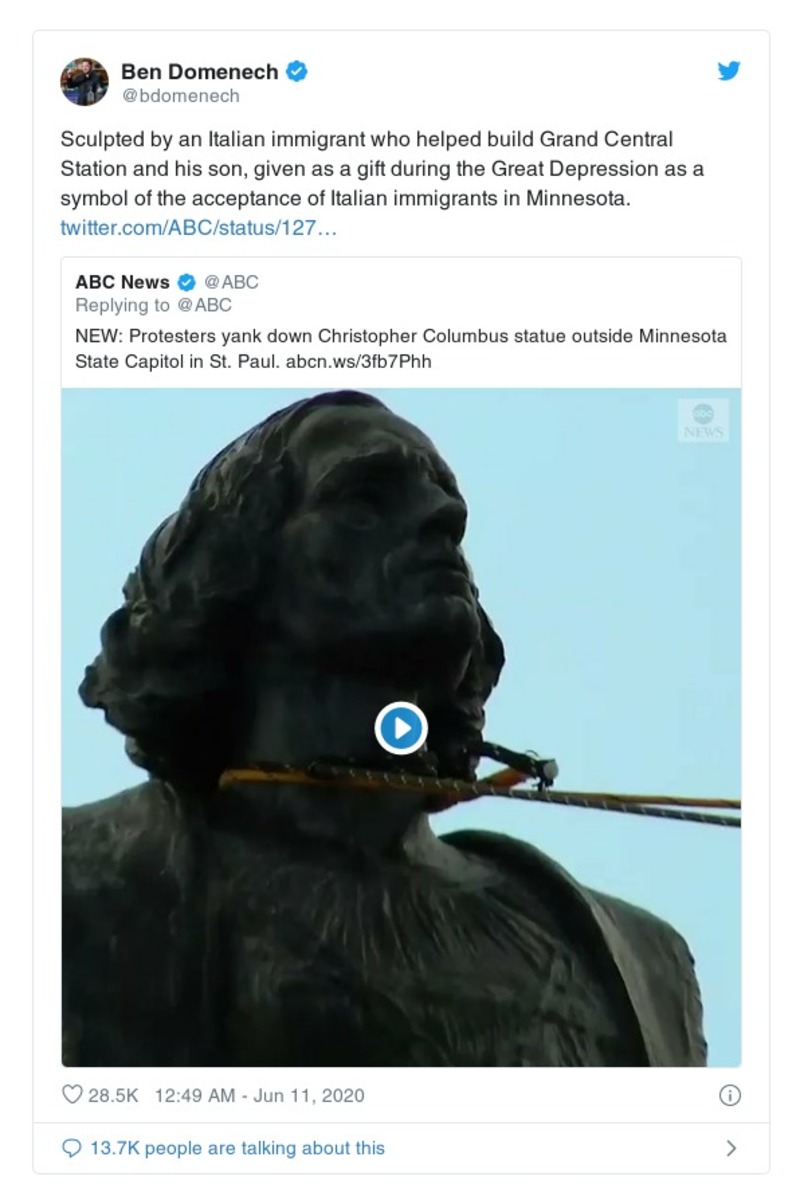 Ben Domenech
@bdomenech
Sculpted by an Italian immigrant who helped build Grand Central
Station and his son, given as a gift during the Great Depression as a
symbol of the acceptance of Italian immigrants in Minnesota.
twitter.com/ABC/status/127…
ABC News @ABC
Replying to @ABC
NEW: Protesters yank down Christopher Columbus statue outside Minnesota
State Capitol in St. Paul. abcn.ws/3fb7Phh
abc
NEWS
28.5K 12:49 AM - Jun 11, 2020
13.7K people are talking about this